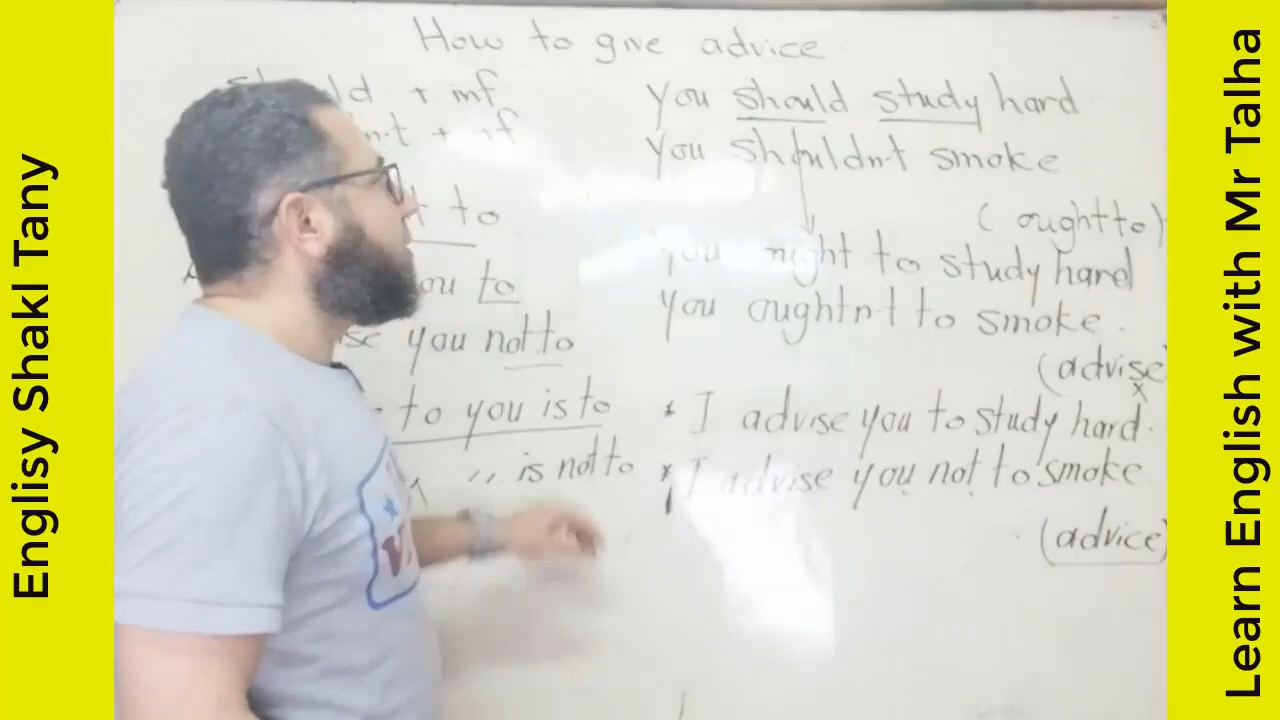 Englisy Shakl Tany
How to give advice
+ inf
n't +
to
you to
you not to
to you is to
〃 is not to
you should study hard
you shouldn't smoke
(ought to)
you might to study hard
you oughtn't to smoke.
(advise)
* I advise you to study hard.
* I advise you not to smoke.
(advice)
Learn English with Mr Talha